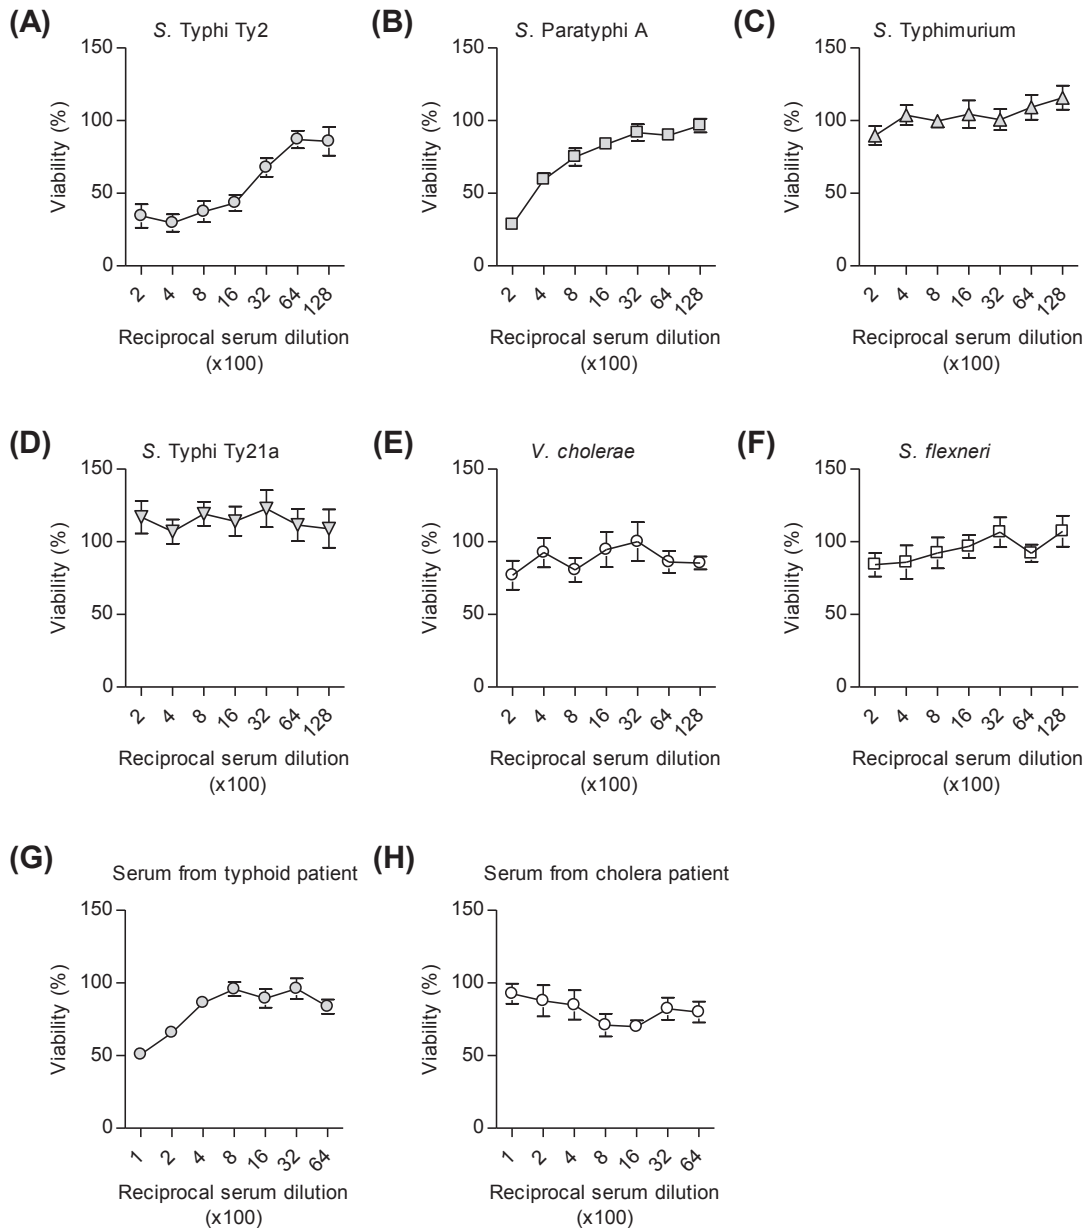 (A)
S. Typhi Ty2
150
100
50
0
Viability (%)
2 4 8 16 32 64 128
Reciprocal serum dilution
(x100)
(B)
S. Paratyphi A
150
100
50
0
Viability (%)
2 4 8 16 32 64 128
Reciprocal serum dilution
(x100)
(C)
S. Typhimurium
150
100
50
0
Viability (%)
2 4 8 16 32 64 128
Reciprocal serum dilution
(x100)
(D)
S. Typhi Ty21a
150
100
50
0
Viability (%)
2 4 8 16 32 64 128
Reciprocal serum dilution
(x100)
(E)
V. cholerae
150
100
50
0
Viability (%)
2 4 8 16 32 64 128
Reciprocal serum dilution
(x100)
(F)
S. flexneri
150
100
50
0
Viability (%)
2 4 8 16 32 64 128
Reciprocal serum dilution
(x100)
(G)
Serum from typhoid patient
150
100
50
0
Viability (%)
1 2 4 8 16 32 64
Reciprocal serum dilution
(x100)
(H)
Serum from cholera patient
150
100
50
0
Viability (%)
1 2 4 8 16 32 64
Reciprocal serum dilution
(x100)